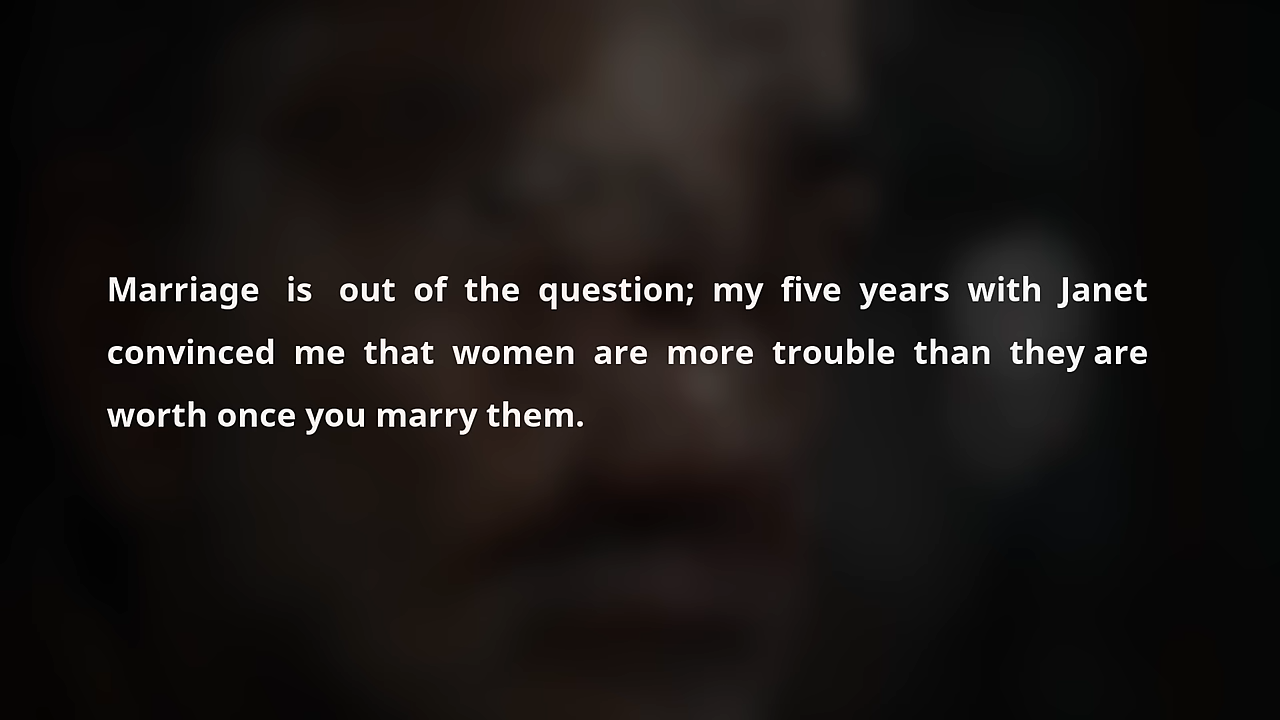 Marriage is out of the question; my five years with Janet
convinced me that women are more trouble than they are
worth once you marry them.